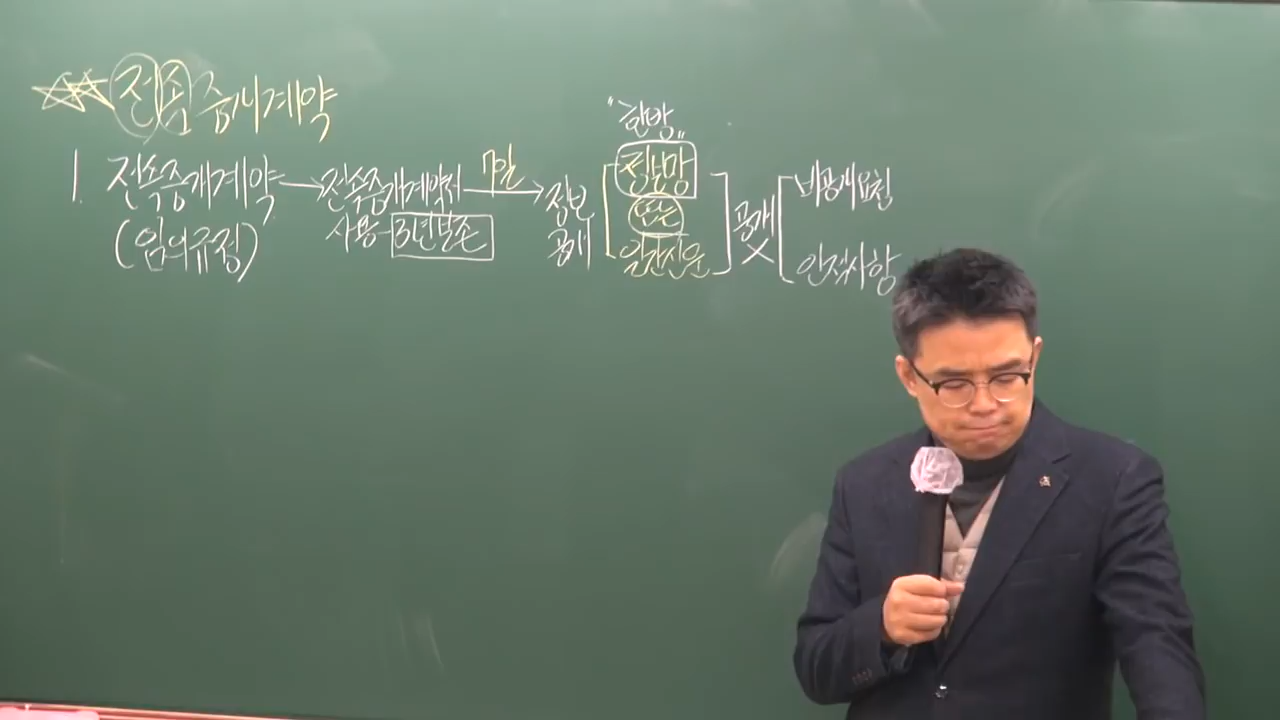 전속중개계약
1. 전속중개계약 → 전속중개계약서 7일 →
(임의규정) 사용 - 3년보존
정보
공개
"한방"
정보망
또는
일간신문
공개
X
비공개요청
인적사항